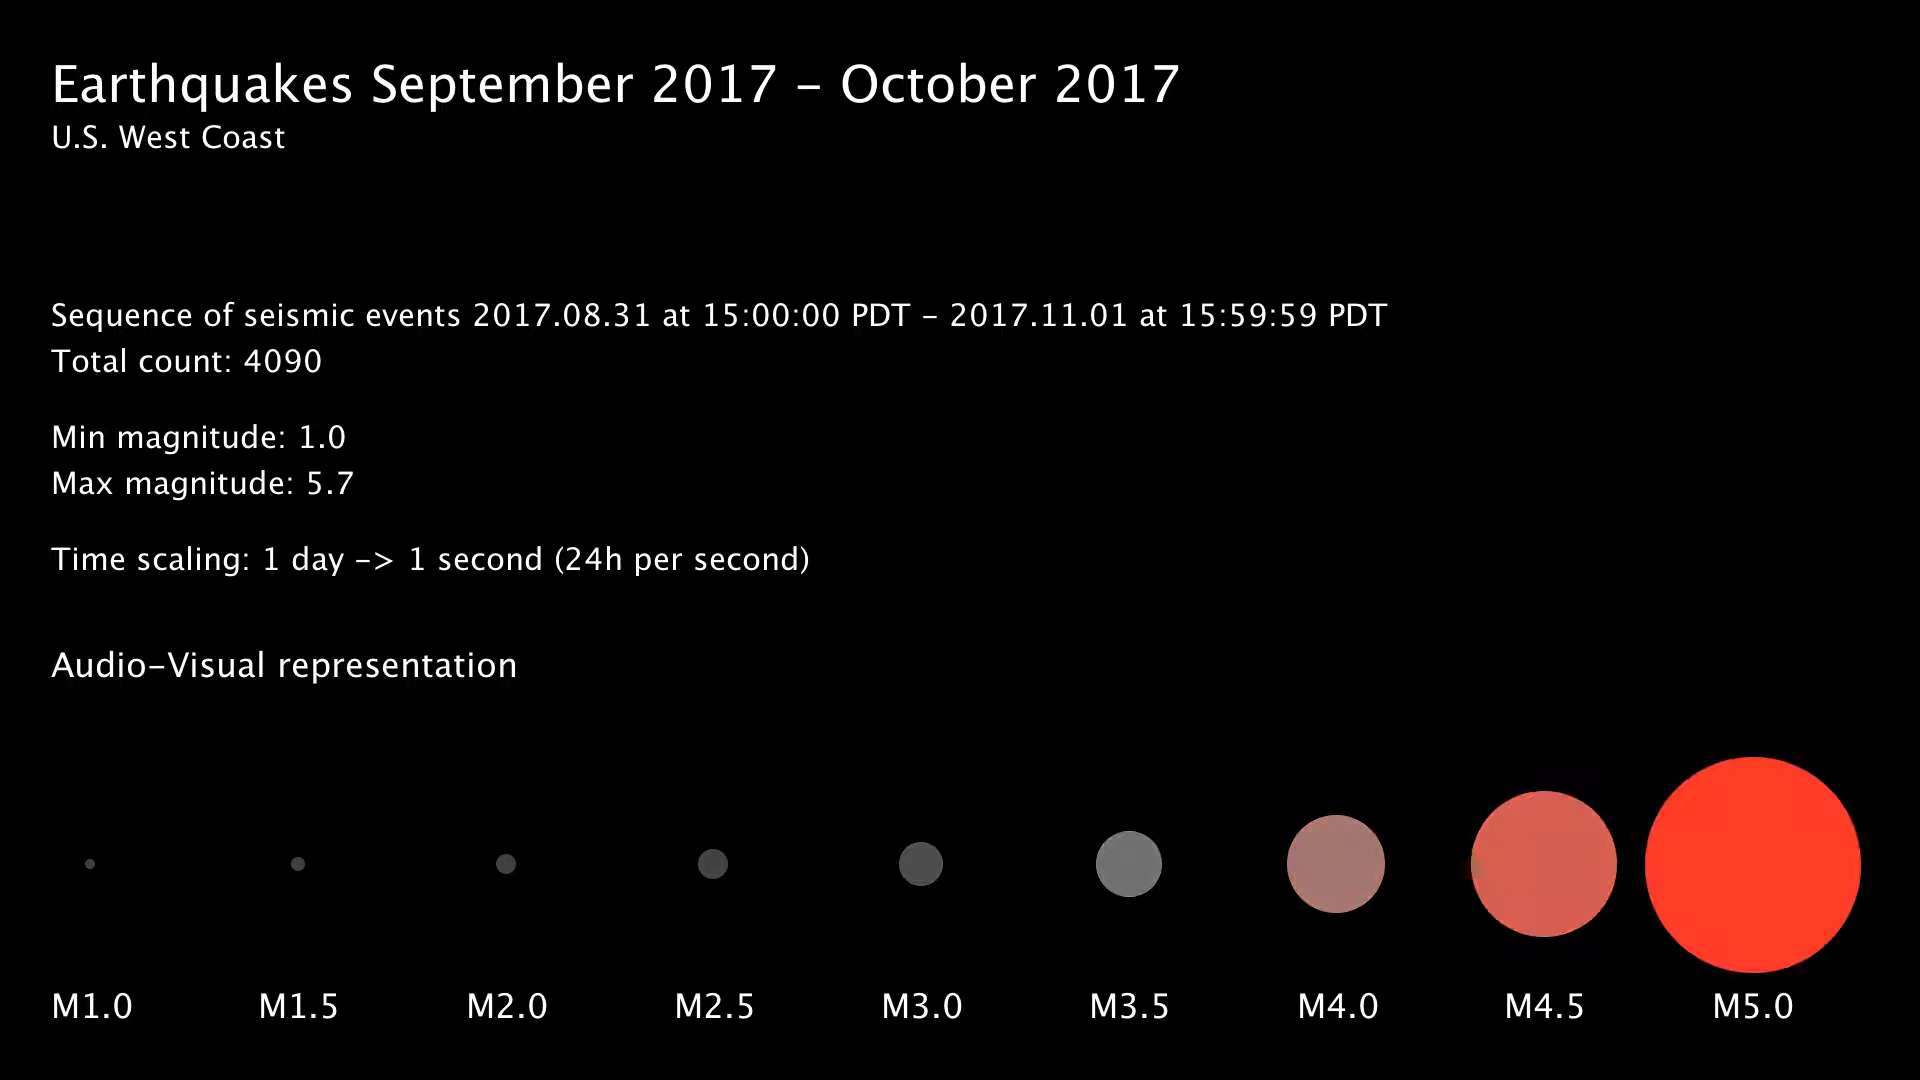 Earthquakes September 2017 – October 2017
U.S. West Coast
Sequence of seismic events 2017.08.31 at 15:00:00 PDT – 2017.11.01 at 15:59:59 PDT
Total count: 4090
Min magnitude: 1.0
Max magnitude: 5.7
Time scaling: 1 day –> 1 second (24h per second)
Audio–Visual representation
M1.0 M1.5 M2.0 M2.5 M3.0 M3.5 M4.0 M4.5 M5.0